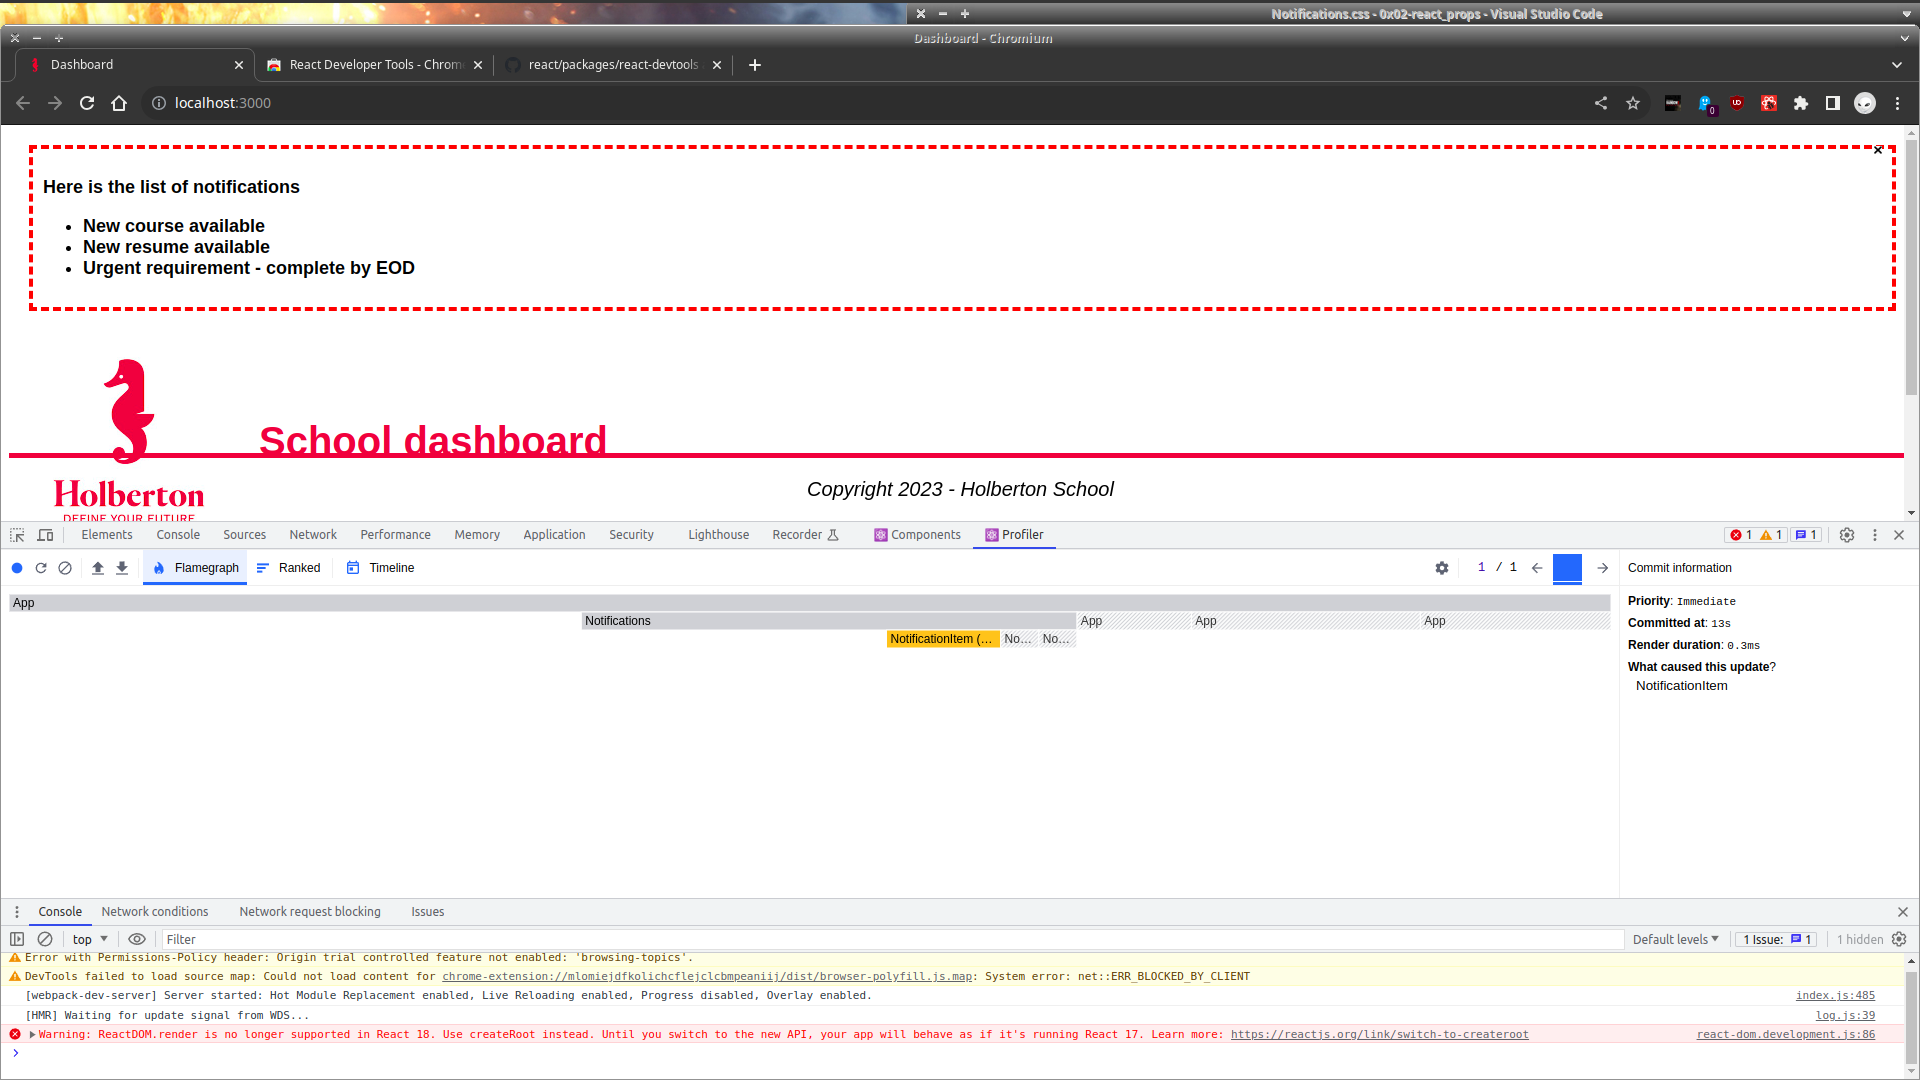 Notifications.css - 0x02-react_props - Visual Studio Code
Dashboard - Chromium
Dashboard
React Developer Tools - Chrom
react/packages/react-devtools
localhost:3000
0
Here is the list of notifications
New course available
New resume available
Urgent requirement - complete by EOD
School dashboard
Holberton
DEFINE YOUR FUTURE
Copyright 2023 - Holberton School
Elements Console Sources Network Performance Memory Application Security Lighthouse Recorder Components Profiler 1 1 1
Flamegraph Ranked Timeline 1 / 1 Commit information
App
Notifications App App App
NotificationItem (… No… No…
Priority: Immediate
Committed at: 13s
Render duration: 0.3ms
What caused this update?
NotificationItem
Console Network conditions Network request blocking Issues
top Filter Default levels 1 Issue: 1 1 hidden
Error with Permissions-Policy header: Origin trial controlled feature not enabled: 'browsing-topics'.
DevTools failed to load source map: Could not load content for chrome-extension://mlomiejdfkolichcflejclcbmpeaniij/dist/browser-polyfill.js.map: System error: net::ERR_BLOCKED_BY_CLIENT
[webpack-dev-server] Server started: Hot Module Replacement enabled, Live Reloading enabled, Progress disabled, Overlay enabled. index.js:485
[HMR] Waiting for update signal from WDS... log.js:39
Warning: ReactDOM.render is no longer supported in React 18. Use createRoot instead. Until you switch to the new API, your app will behave as if it's running React 17. Learn more: https://reactjs.org/link/switch-to-createroot react-dom.development.js:86